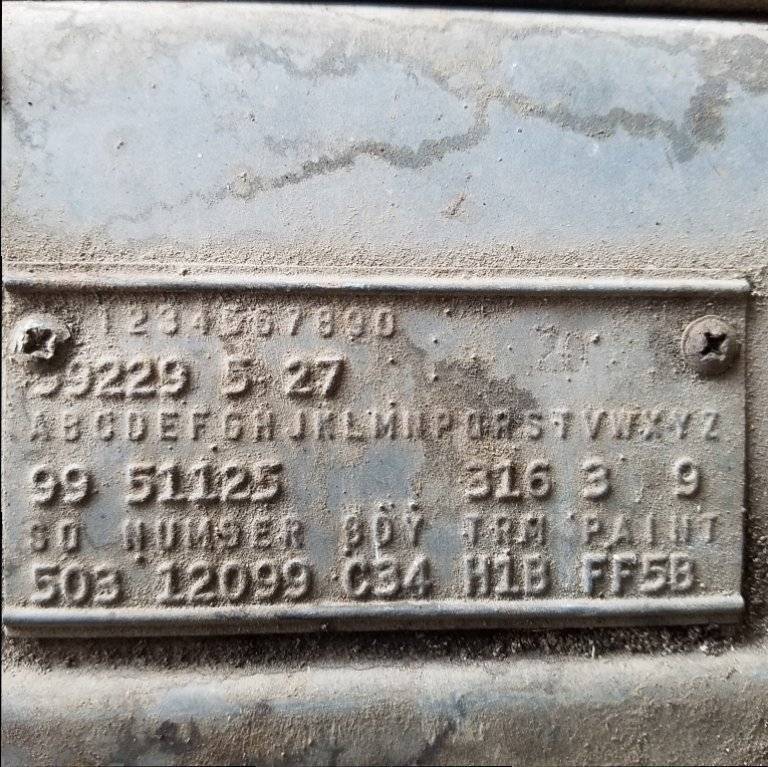 1234567890
59229 5 27
ABCDEFGHJKLMNPQRSTVWXYZ
99 51125 316 3 9
SO NUMBER BDY TRM PAINT
503 12099 C34 H1B FF5B